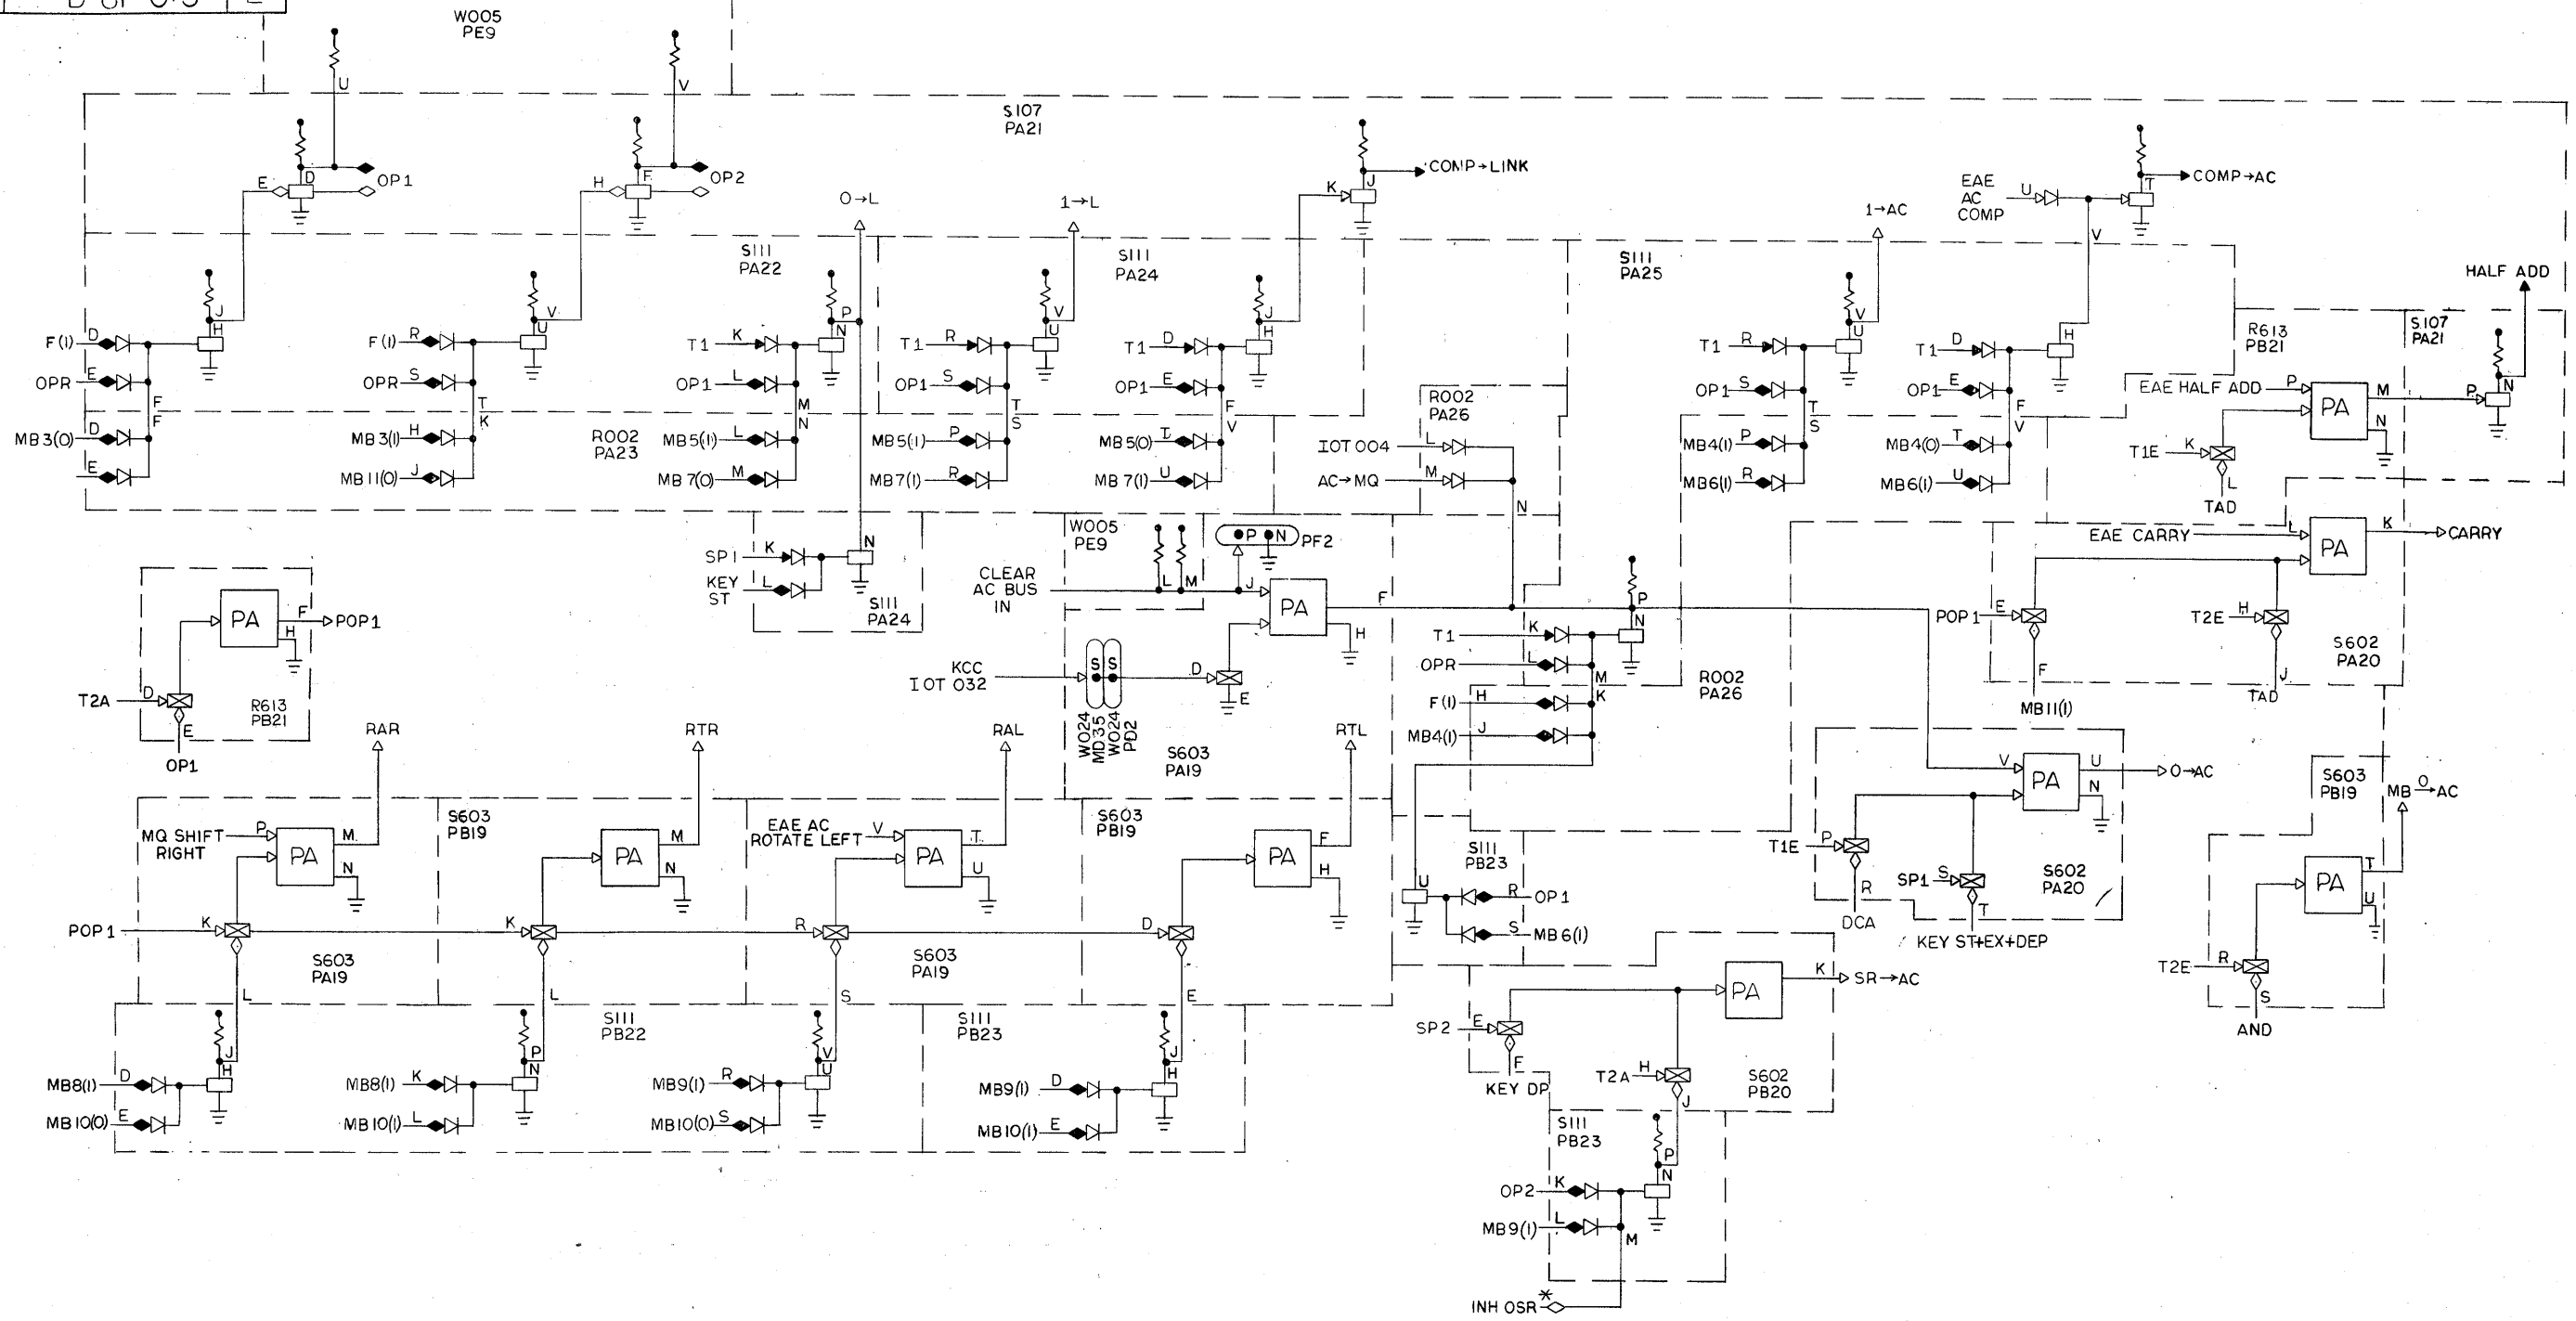 W005
PE9
U
V
S107
PA21
E
D
OP1
H
F
OP2
0→L
1→L
K
J
COMP→LINK
1→AC
EAE
AC
COMP
U
T
COMP→AC
V
HALF ADD
S111
PA22
S111
PA24
S111
PA25
R613
PB21
S107
PA21
F(1) D
J
H
OPR E
F
F
MB3(0) D
E
F(1) R
V
U
OPR S
T
K
MB3(1) H
MB11(0) J
R002
PA23
T1 K
P
N
OP1 L
M
N
MB5(1) L
MB7(0) M
T1 R
V
U
OP1 S
T
S
MB5(1) P
MB7(1) R
T1 D
J
H
OP1 E
F
V
MB5(0) T
MB7(1) U
R002
PA26
IOT 004 L
AC→MQ M
N
T1 R
V
U
OP1 S
T
S
MB4(1) P
MB6(1) R
T1 D
H
OP1 E
F
V
MB4(0) T
MB6(1) U
EAE HALF ADD P
PA
M
N
T1E K
L
TAD
P
N
EAE CARRY L
PA
K
CARRY
POP1 E
F
MB11(1)
T2E H
J
TAD
S602
PA20
SP1 K
N
KEY
ST
L
S111
PA24
W005
PE9
P N
PF2
CLEAR
AC BUS
IN
L M J
PA
F
H
KCC
IOT 032
S S
W024
MD35
W024
PD2
D
E
S603
PA19
P
T1 K
N
OPR L
M
K
F(1) H
MB4(1) J
R002
PA26
PA
F
POP1
H
T2A D
R613
PB21
E
OP1
RAR
RTR
RAL
RTL
MQ SHIFT
RIGHT
P
PA
M
N
S603
PB19
PA
M
N
EAE AC
ROTATE LEFT
V
PA
T
U
S603
PB19
PA
F
H
POP1 K
K
R
D
S603
PA19
S603
PA19
L
L
S
E
S111
PB22
S111
PB23
MB8(1) D
J
H
MB10(0) E
MB8(1) K
P
N
MB10(1) L
MB9(1) R
V
U
MB10(0) S
MB9(1) D
J
H
MB10(1) E
S111
PB23
U
R OP1
S MB6(1)
V
PA
U
0→AC
N
T1E P
R
DCA
SP1 S
T
KEY ST+EX+DEP
S602
PA20
S603
PB19
MB 0→AC
PA
T
U
T2E R
S
AND
PA
K
SR→AC
SP2 E
F
KEY DP
T2A H
J
S602
PB20
S111
PB23
P
N
OP2 K
MB9(1) L
M
INH OSR *